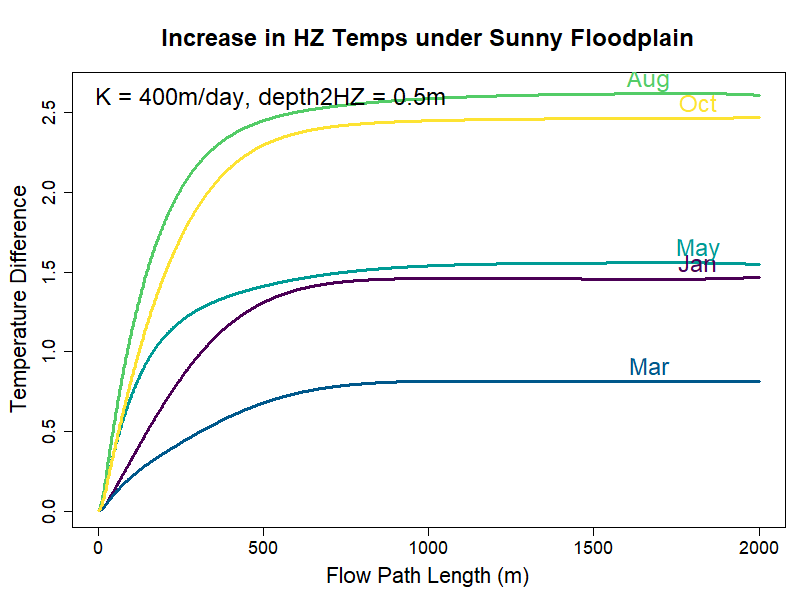 Increase in HZ Temps under Sunny Floodplain
K = 400m/day, depth2HZ = 0.5m
Aug
Oct
May
Jan
Mar
Temperature Difference
2.5
2.0
1.5
1.0
0.5
0.0
0 500 1000 1500 2000
Flow Path Length (m)